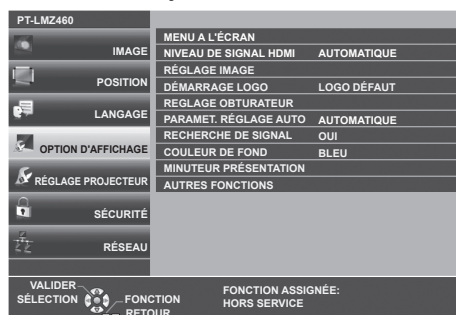 PT-LMZ460
IMAGE
POSITION
LANGAGE
OPTION D'AFFICHAGE
RÉGLAGE PROJECTEUR
SÉCURITÉ
RÉSEAU
MENU A L'ÉCRAN
NIVEAU DE SIGNAL HDMI AUTOMATIQUE
RÉGLAGE IMAGE
DÉMARRAGE LOGO LOGO DÉFAUT
REGLAGE OBTURATEUR
PARAMET. RÉGLAGE AUTO AUTOMATIQUE
RECHERCHE DE SIGNAL OUI
COULEUR DE FOND BLEU
MINUTEUR PRÉSENTATION
AUTRES FONCTIONS
VALIDER
SÉLECTION
FONCTION
RETOUR
FONCTION ASSIGNÉE:
HORS SERVICE